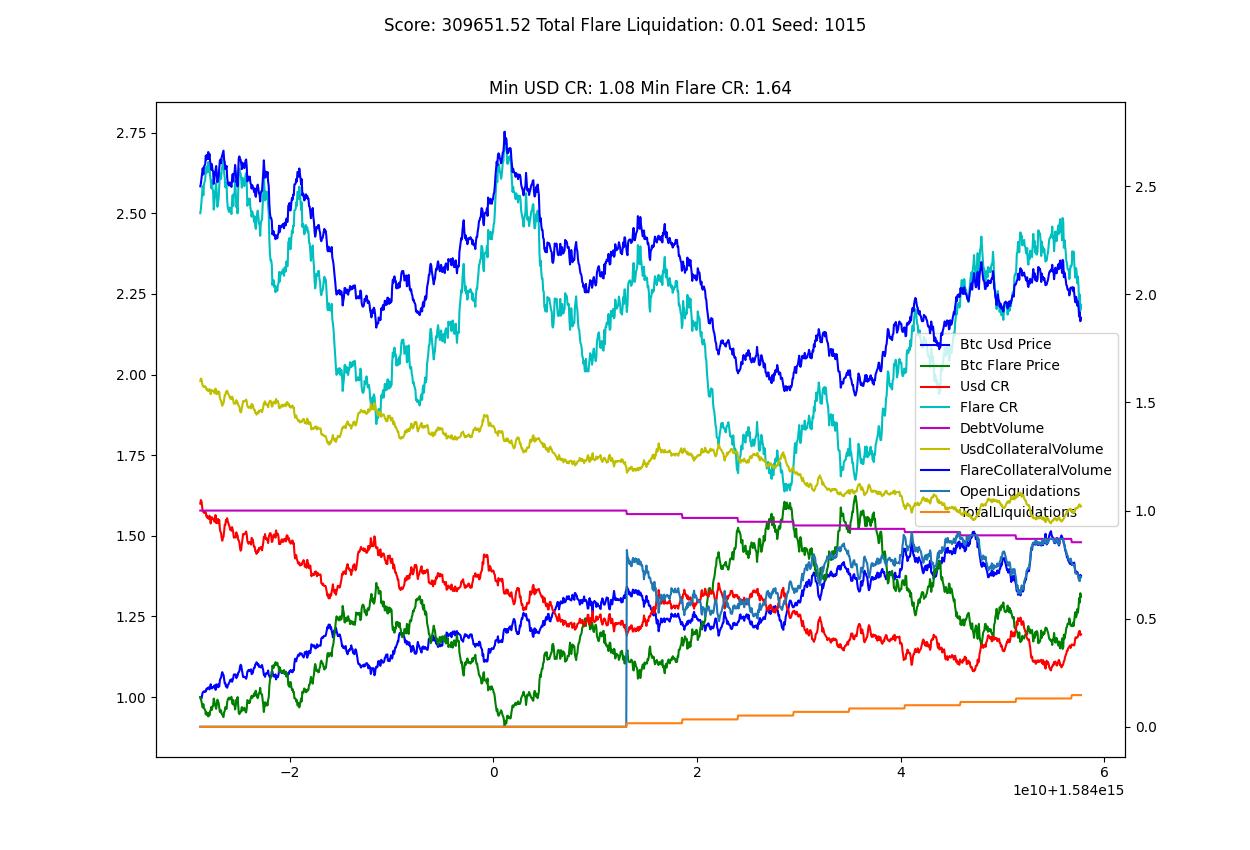 Score: 309651.52 Total Flare Liquidation: 0.01 Seed: 1015
Min USD CR: 1.08 Min Flare CR: 1.64
2.75
2.50
2.25
2.00
1.75
1.50
1.25
1.00
2.5
2.0
1.5
1.0
0.5
0.0
Btc Usd Price
Btc Flare Price
Usd CR
Flare CR
DebtVolume
UsdCollateralVolume
FlareCollateralVolume
OpenLiquidations
TotalLiquidations
−2 0 2 4 6
1e10+1.584e15